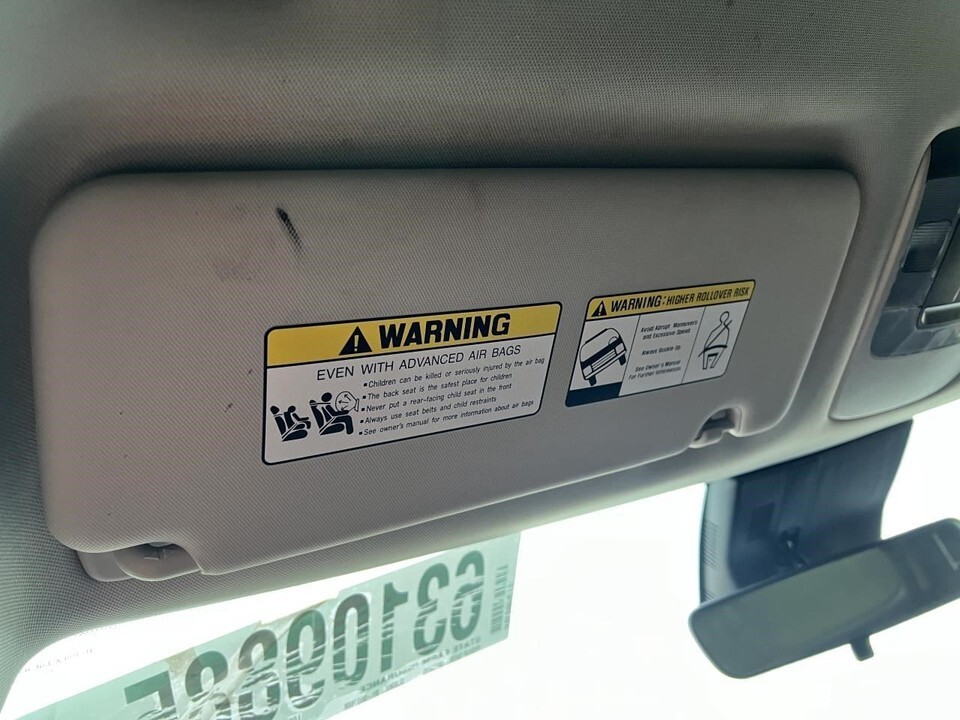 WARNING
EVEN WITH ADVANCED AIR BAGS
• Children can be killed or seriously injured by the air bag
• The back seat is the safest place for children
• Never put a rear-facing child seat in the front
• Always use seat belts and child restraints
• See owner's manual for more information about air bags
WARNING: HIGHER ROLLOVER RISK
Avoid Abrupt Maneuvers
and Excessive Speed.
Always Buckle Up.
See Owner's Manual
For Further Information.